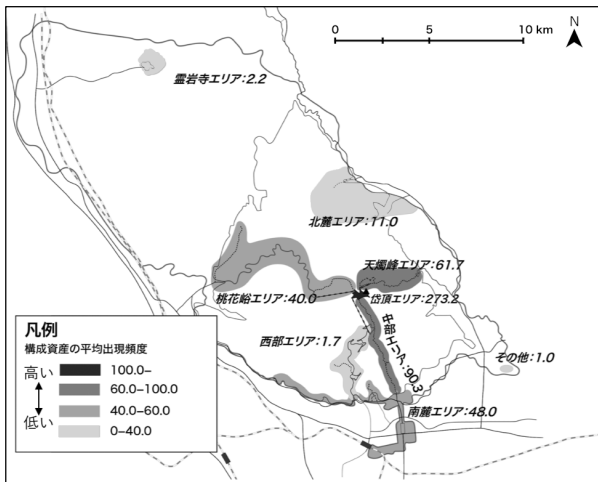 0 5 10 km
N
霊岩寺エリア:2.2
北麓エリア:11.0
天燭峰エリア:61.7
桃花峪エリア:40.0
岱頂エリア:273.2
中部エリア:90.3
西部エリア:1.7
その他:1.0
南麓エリア:48.0
凡例
構成資産の平均出現頻度
高い
低い
100.0–
60.0–100.0
40.0–60.0
0–40.0